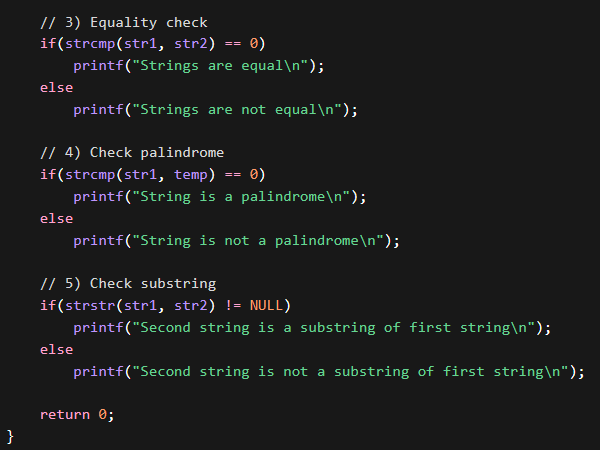 // 3) Equality check
if(strcmp(str1, str2) == 0)
printf("Strings are equal\n");
else
printf("Strings are not equal\n");
// 4) Check palindrome
if(strcmp(str1, temp) == 0)
printf("String is a palindrome\n");
else
printf("String is not a palindrome\n");
// 5) Check substring
if(strstr(str1, str2) != NULL)
printf("Second string is a substring of first string\n");
else
printf("Second string is not a substring of first string\n");
return 0;
}